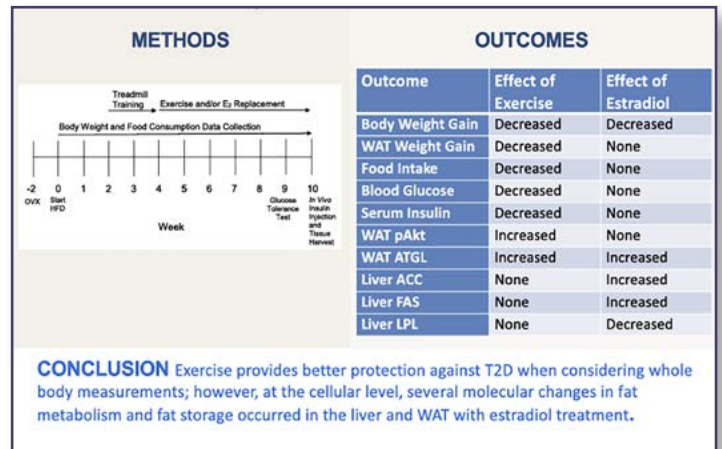 METHODS
Treadmill
Training
Exercise and/or E₂ Replacement
Body Weight and Food Consumption Data Collection
-2 0 1 2 3 4 5 6 7 8 9 10
OVX
Start
HFD
Glucose
Tolerance
Test
In Vivo
Insulin
Injection
and
Tissue
Harvest
Week
OUTCOMES
Outcome Effect of Exercise Effect of Estradiol
Body Weight Gain Decreased Decreased
WAT Weight Gain Decreased None
Food Intake Decreased None
Blood Glucose Decreased None
Serum Insulin Decreased None
WAT pAkt Increased None
WAT ATGL Increased Increased
Liver ACC None Increased
Liver FAS None Increased
Liver LPL None Decreased
CONCLUSION Exercise provides better protection against T2D when considering whole
body measurements; however, at the cellular level, several molecular changes in fat
metabolism and fat storage occurred in the liver and WAT with estradiol treatment.